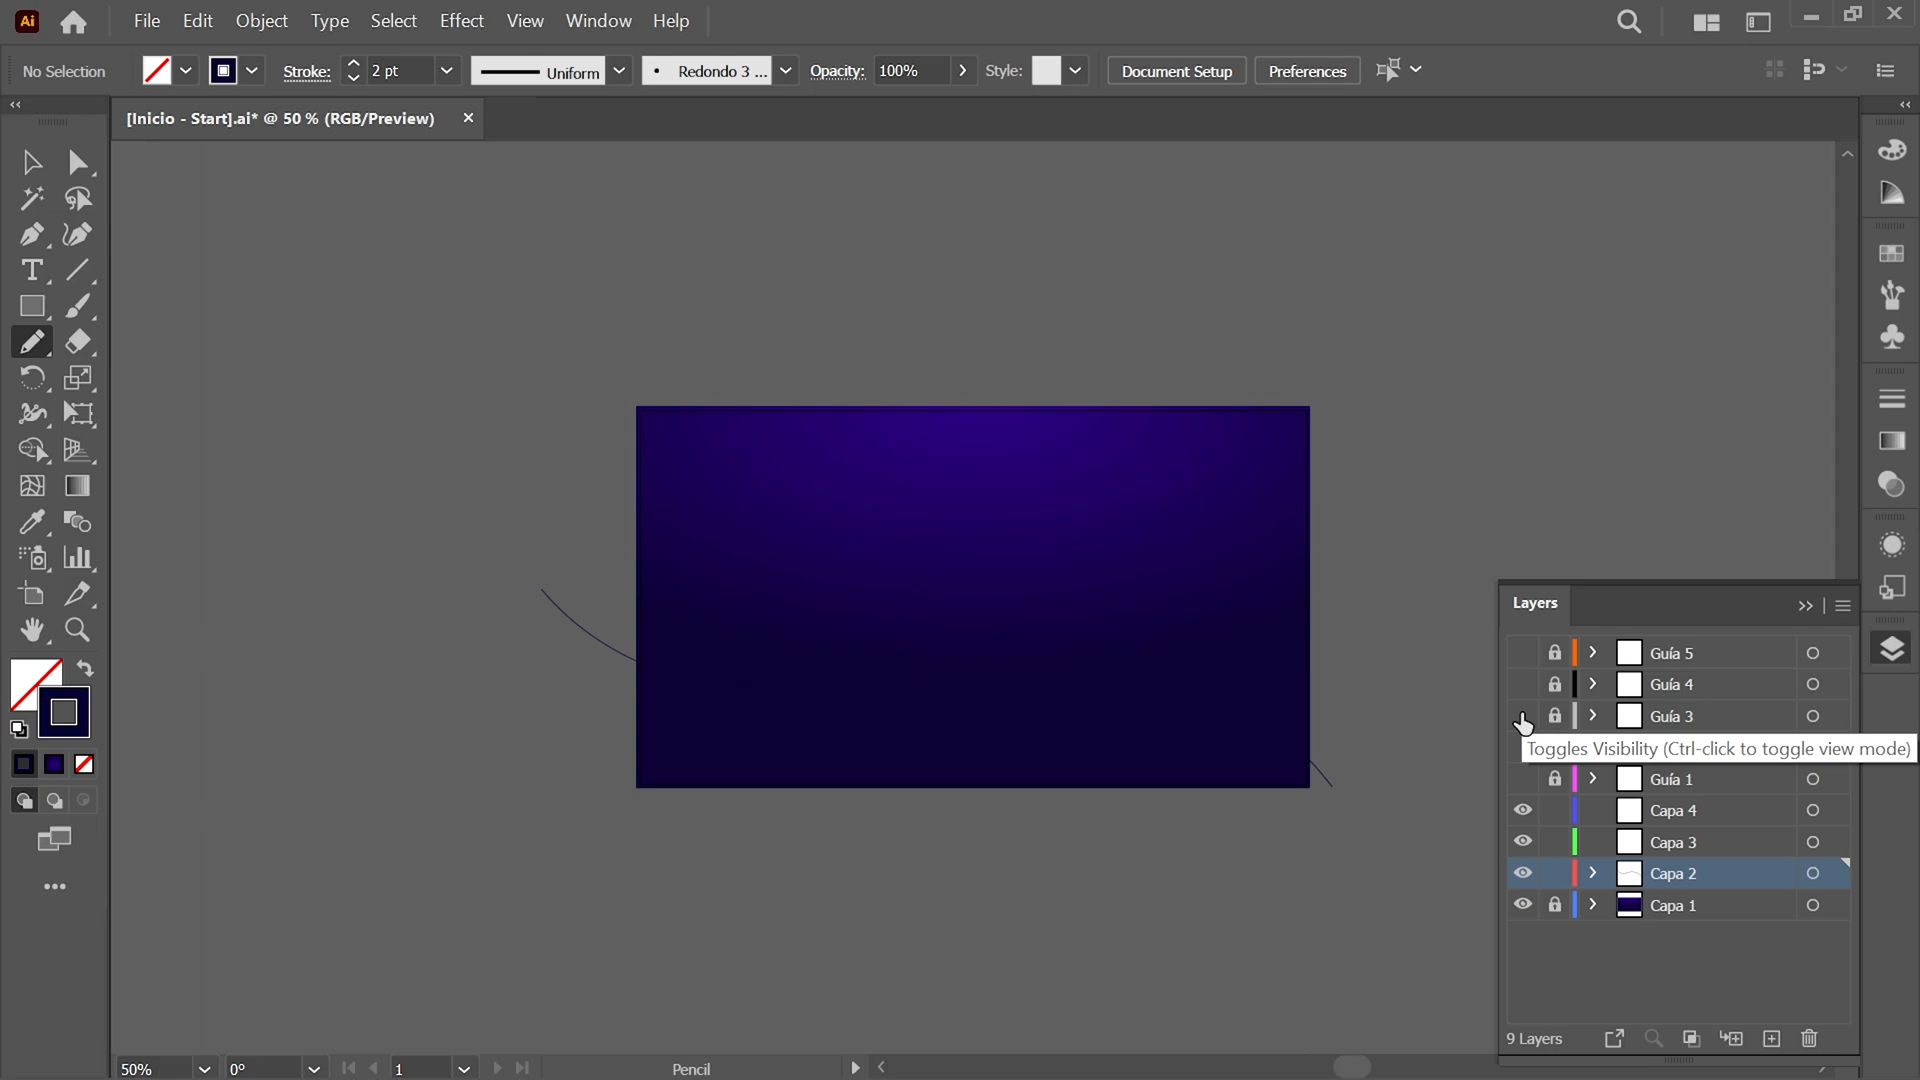 Ai File Edit Object Type Select Effect View Window Help
No Selection Stroke: 2 pt Uniform Redondo 3 ... Opacity: 100% Style: Document Setup Preferences
[Inicio - Start].ai* @ 50 % (RGB/Preview)
Layers
Guía 5
Guía 4
Guía 3
Toggles Visibility (Ctrl-click to toggle view mode)
Guía 1
Capa 4
Capa 3
Capa 2
Capa 1
9 Layers
50% 0° 1 Pencil